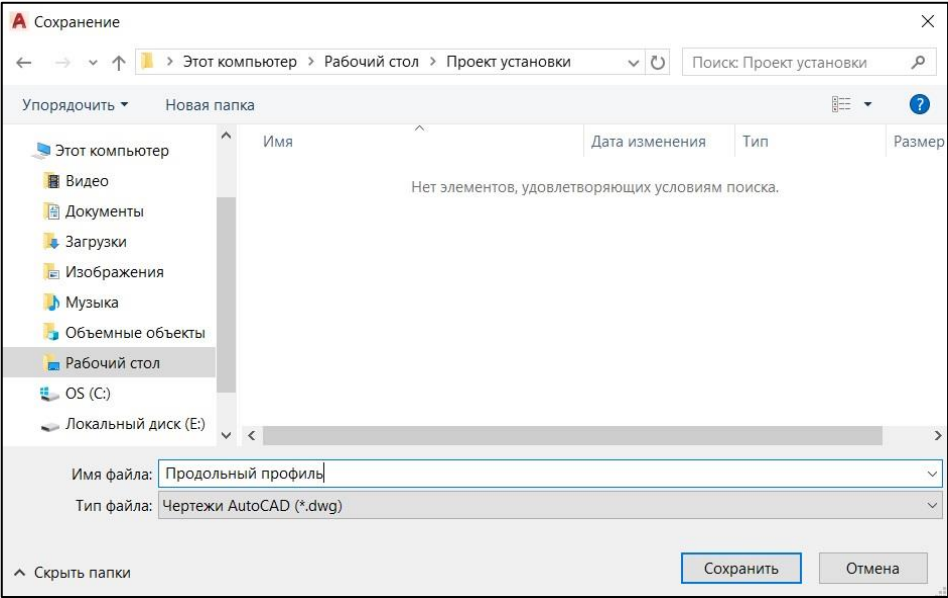 Сохранение
Этот компьютер > Рабочий стол > Проект установки
Поиск: Проект установки
Упорядочить
Новая папка
?
Имя
Дата изменения
Тип
Размер
Нет элементов, удовлетворяющих условиям поиска.
Этот компьютер
Видео
Документы
Загрузки
Изображения
Музыка
Объемные объекты
Рабочий стол
OS (C:)
Локальный диск (E:)
Имя файла: Продольный профиль
Тип файла: Чертежи AutoCAD (*.dwg)
Скрыть папки
Сохранить
Отмена